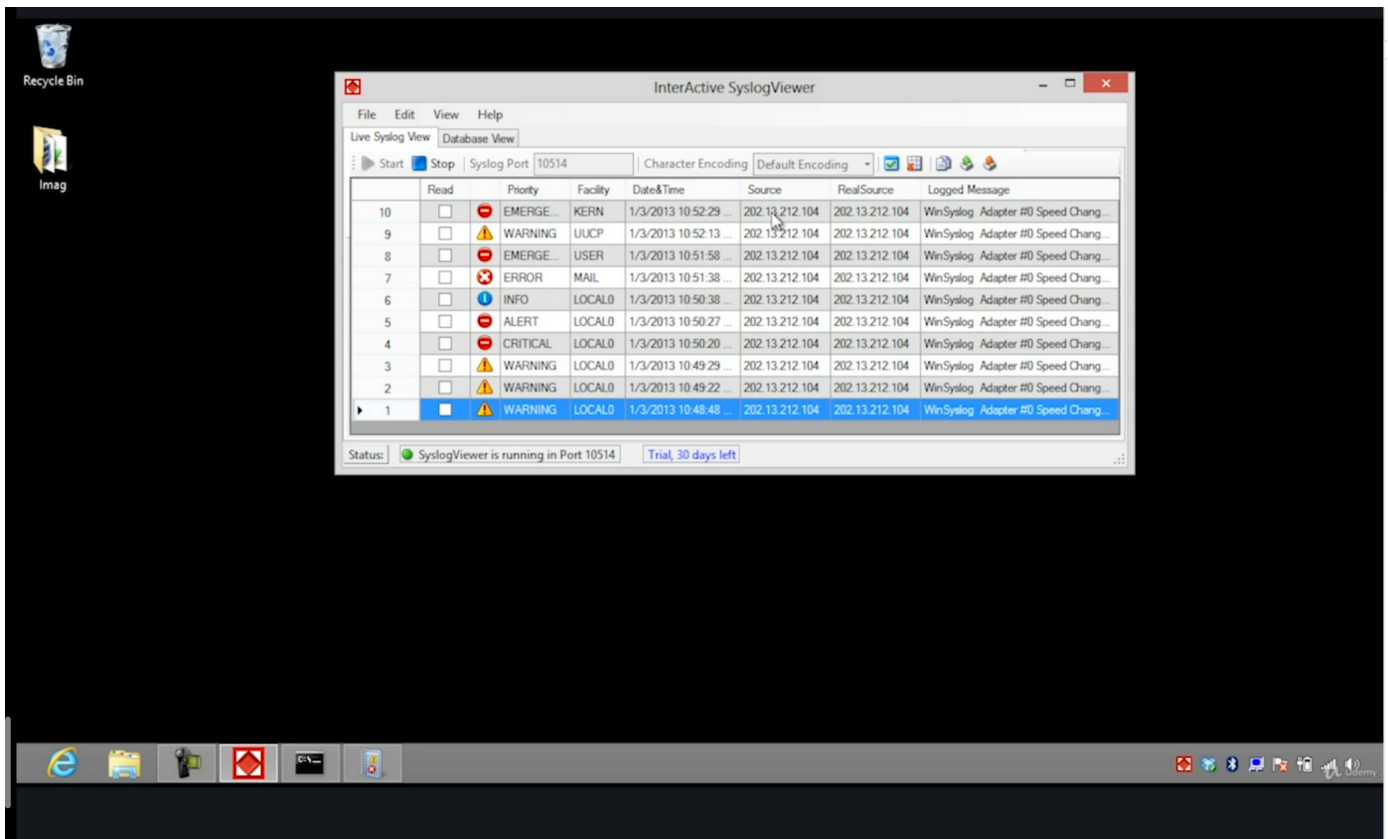 Recycle Bin
Imag
InterActive SyslogViewer
File Edit View Help
Live Syslog View Database View
Start Stop Syslog Port 10514 Character Encoding Default Encoding
Read Priority Facility Date&Time Source RealSource Logged Message
10 EMERGE... KERN 1/3/2013 10:52:29 ... 202.13.212.104 202.13.212.104 WinSyslog Adapter #0 Speed Chang...
9 WARNING UUCP 1/3/2013 10:52:13 ... 202.13.212.104 202.13.212.104 WinSyslog Adapter #0 Speed Chang...
8 EMERGE... USER 1/3/2013 10:51:58 ... 202.13.212.104 202.13.212.104 WinSyslog Adapter #0 Speed Chang...
7 ERROR MAIL 1/3/2013 10:51:38 ... 202.13.212.104 202.13.212.104 WinSyslog Adapter #0 Speed Chang...
6 INFO LOCAL0 1/3/2013 10:50:38 ... 202.13.212.104 202.13.212.104 WinSyslog Adapter #0 Speed Chang...
5 ALERT LOCAL0 1/3/2013 10:50:27 ... 202.13.212.104 202.13.212.104 WinSyslog Adapter #0 Speed Chang...
4 CRITICAL LOCAL0 1/3/2013 10:50:20 ... 202.13.212.104 202.13.212.104 WinSyslog Adapter #0 Speed Chang...
3 WARNING LOCAL0 1/3/2013 10:49:29 ... 202.13.212.104 202.13.212.104 WinSyslog Adapter #0 Speed Chang...
2 WARNING LOCAL0 1/3/2013 10:49:22 ... 202.13.212.104 202.13.212.104 WinSyslog Adapter #0 Speed Chang...
1 WARNING LOCAL0 1/3/2013 10:48:48 ... 202.13.212.104 202.13.212.104 WinSyslog Adapter #0 Speed Chang...
Status: SyslogViewer is running in Port 10514 Trial, 30 days left
C:\_
Udemy